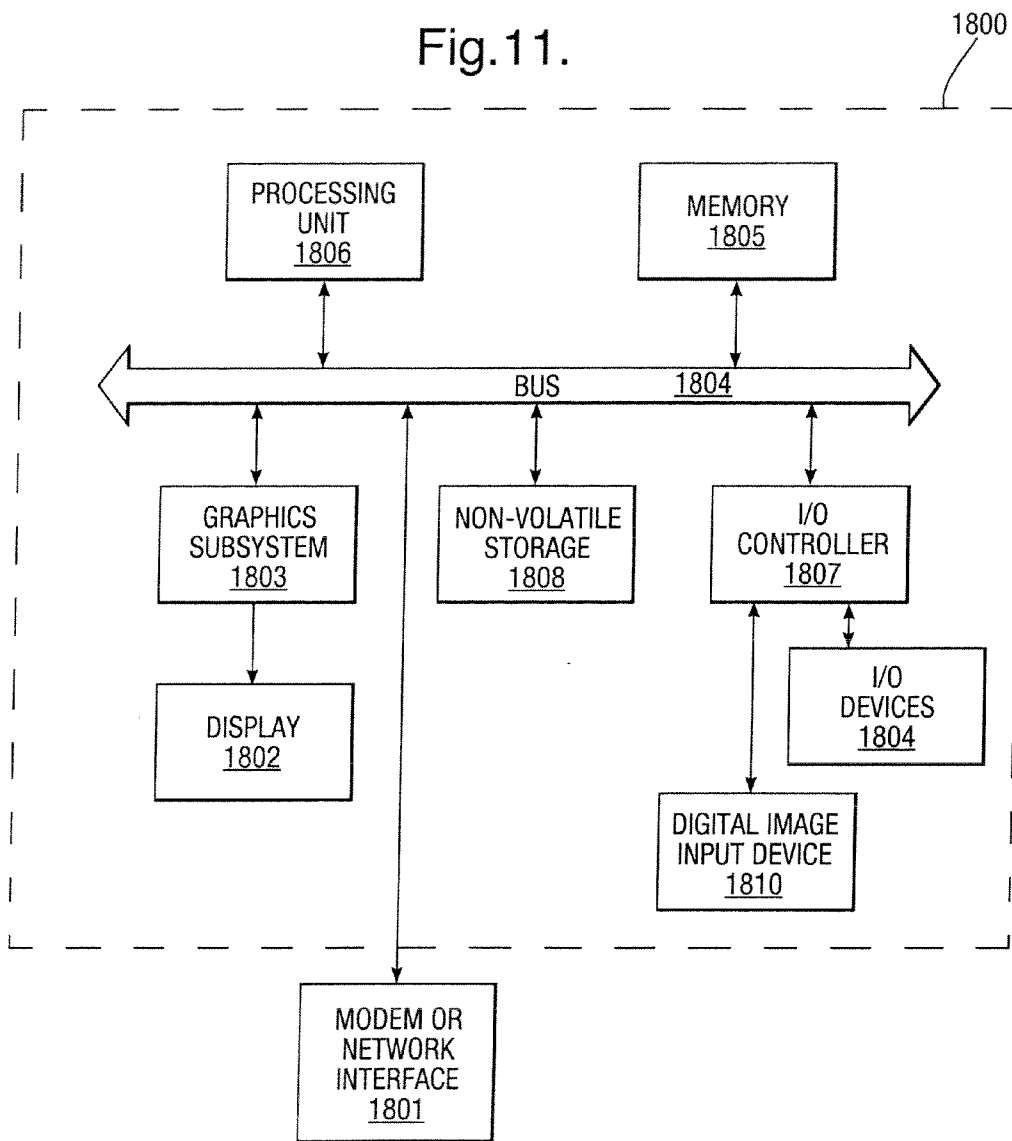 Fig.11.
1800
PROCESSING
UNIT
1806
MEMORY
1805
BUS 1804
GRAPHICS
SUBSYSTEM
1803
NON-VOLATILE
STORAGE
1808
I/O
CONTROLLER
1807
DISPLAY
1802
I/O
DEVICES
1804
DIGITAL IMAGE
INPUT DEVICE
1810
MODEM OR
NETWORK
INTERFACE
1801